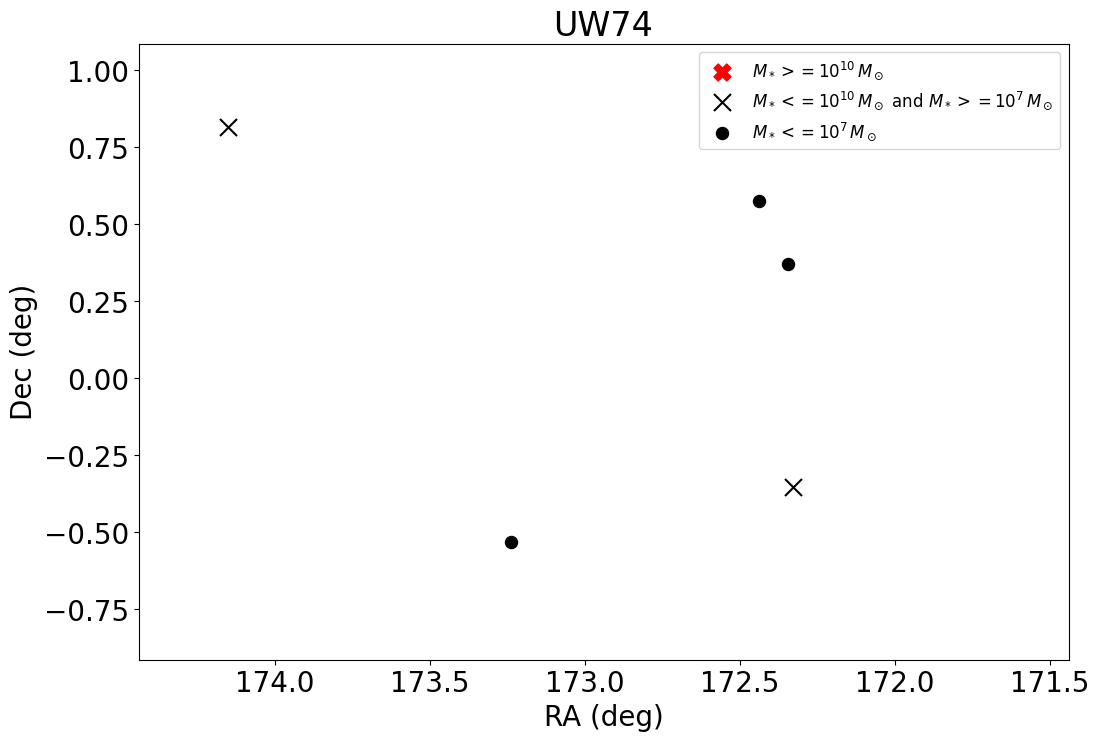 UW74
M* >= 10^10 M⊙
M* <= 10^10 M⊙ and M* >= 10^7 M⊙
M* <= 10^7 M⊙
1.00
0.75
0.50
0.25
0.00
−0.25
−0.50
−0.75
Dec (deg)
174.0 173.5 173.0 172.5 172.0 171.5
RA (deg)